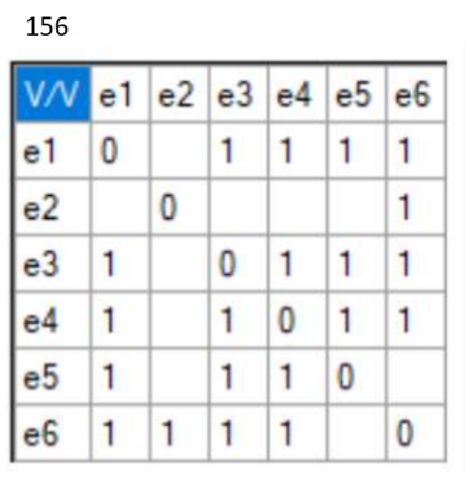 156
V/V e1 e2 e3 e4 e5 e6
e1 0 1 1 1 1
e2 0 1
e3 1 0 1 1 1
e4 1 1 0 1 1
e5 1 1 1 0
e6 1 1 1 1 0